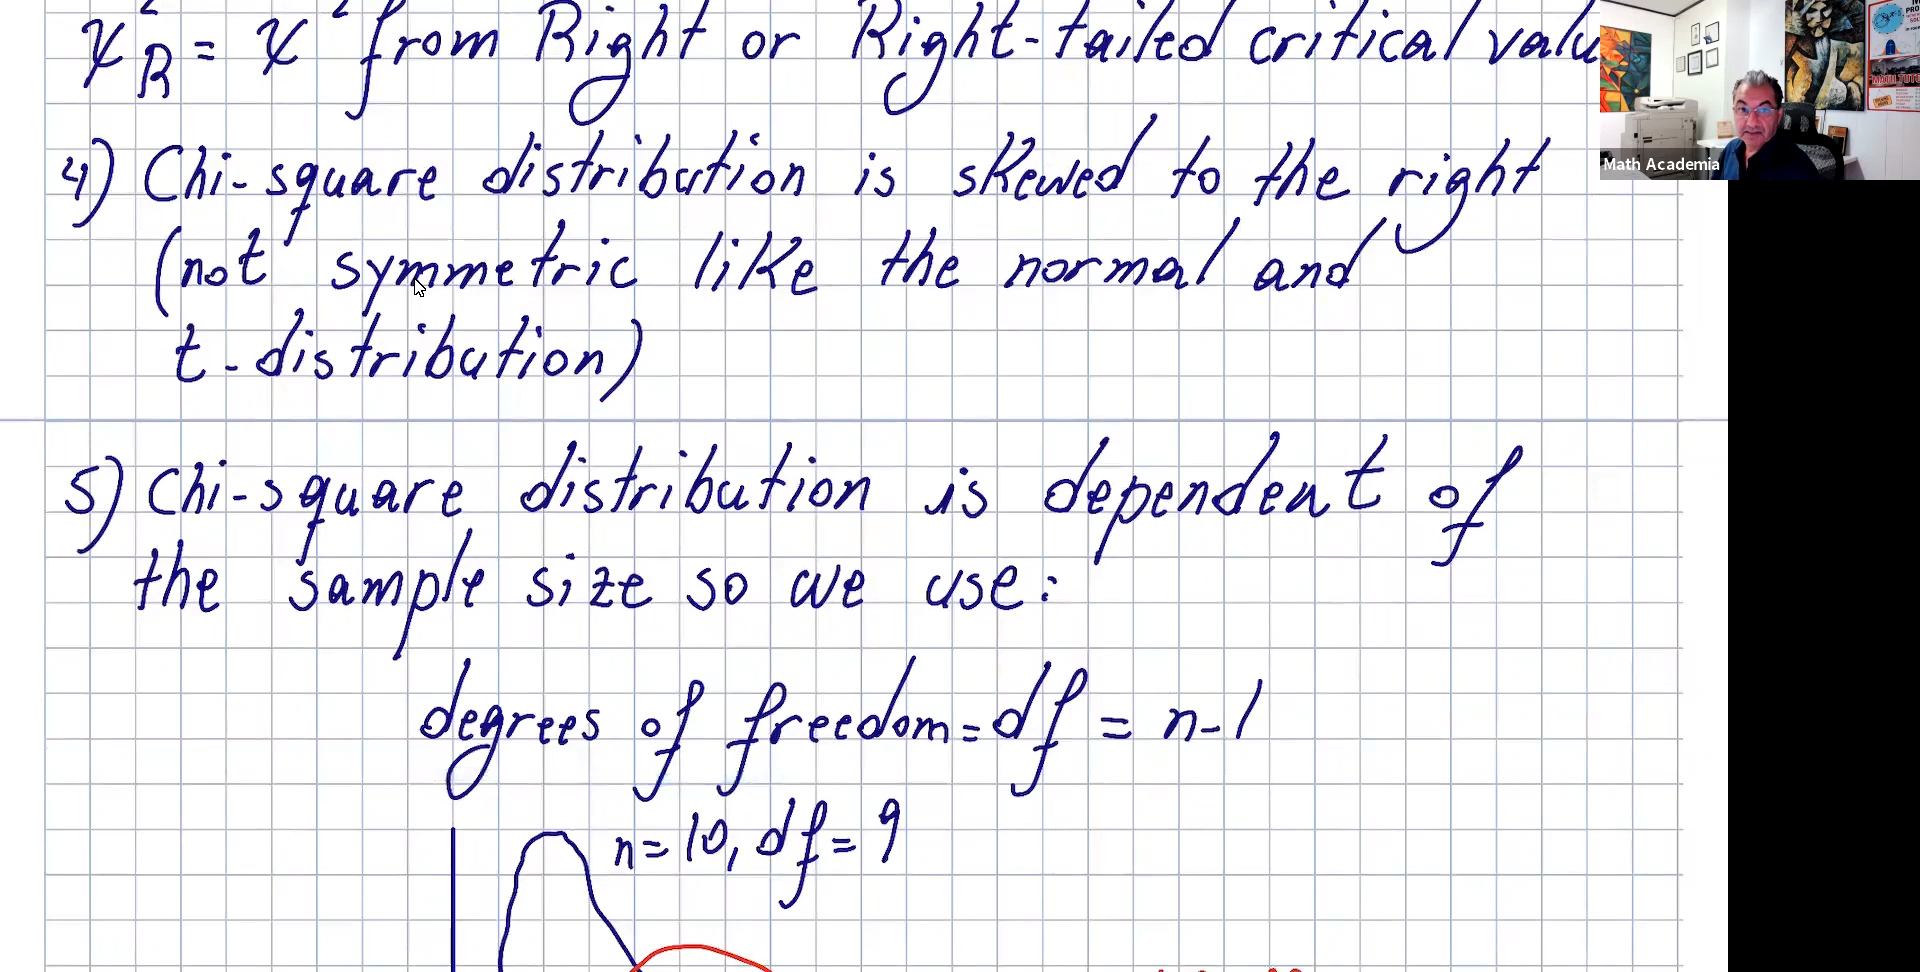 χ²R = χ² from Right or Right-tailed critical valu
4) Chi-square distribution is skewed to the right
(not symmetric like the normal and
t-distribution)
5) Chi-square distribution is dependent of
the sample size so we use:
degrees of freedom = df = n-1
n=10, df=9
Math Academia